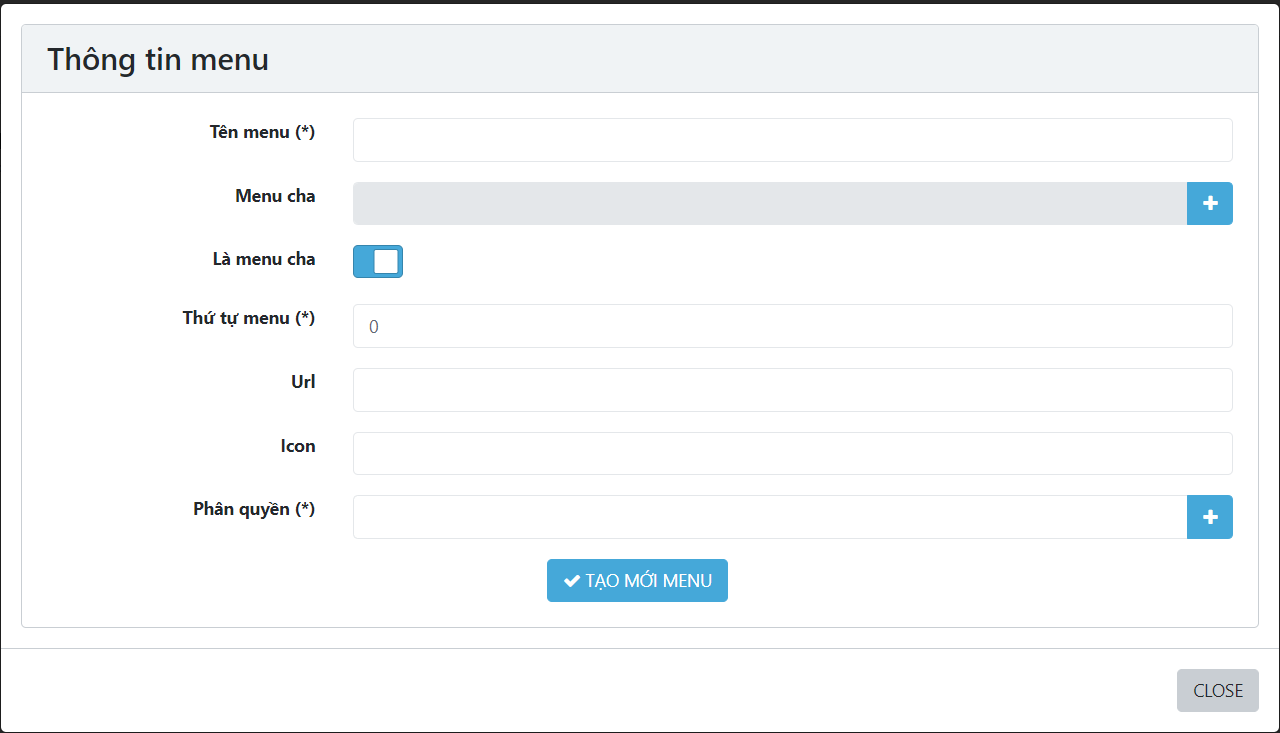 Thông tin menu
Tên menu (*)
Menu cha
Là menu cha
Thứ tự menu (*)
0
Url
Icon
Phân quyền (*)
TẠO MỚI MENU
CLOSE